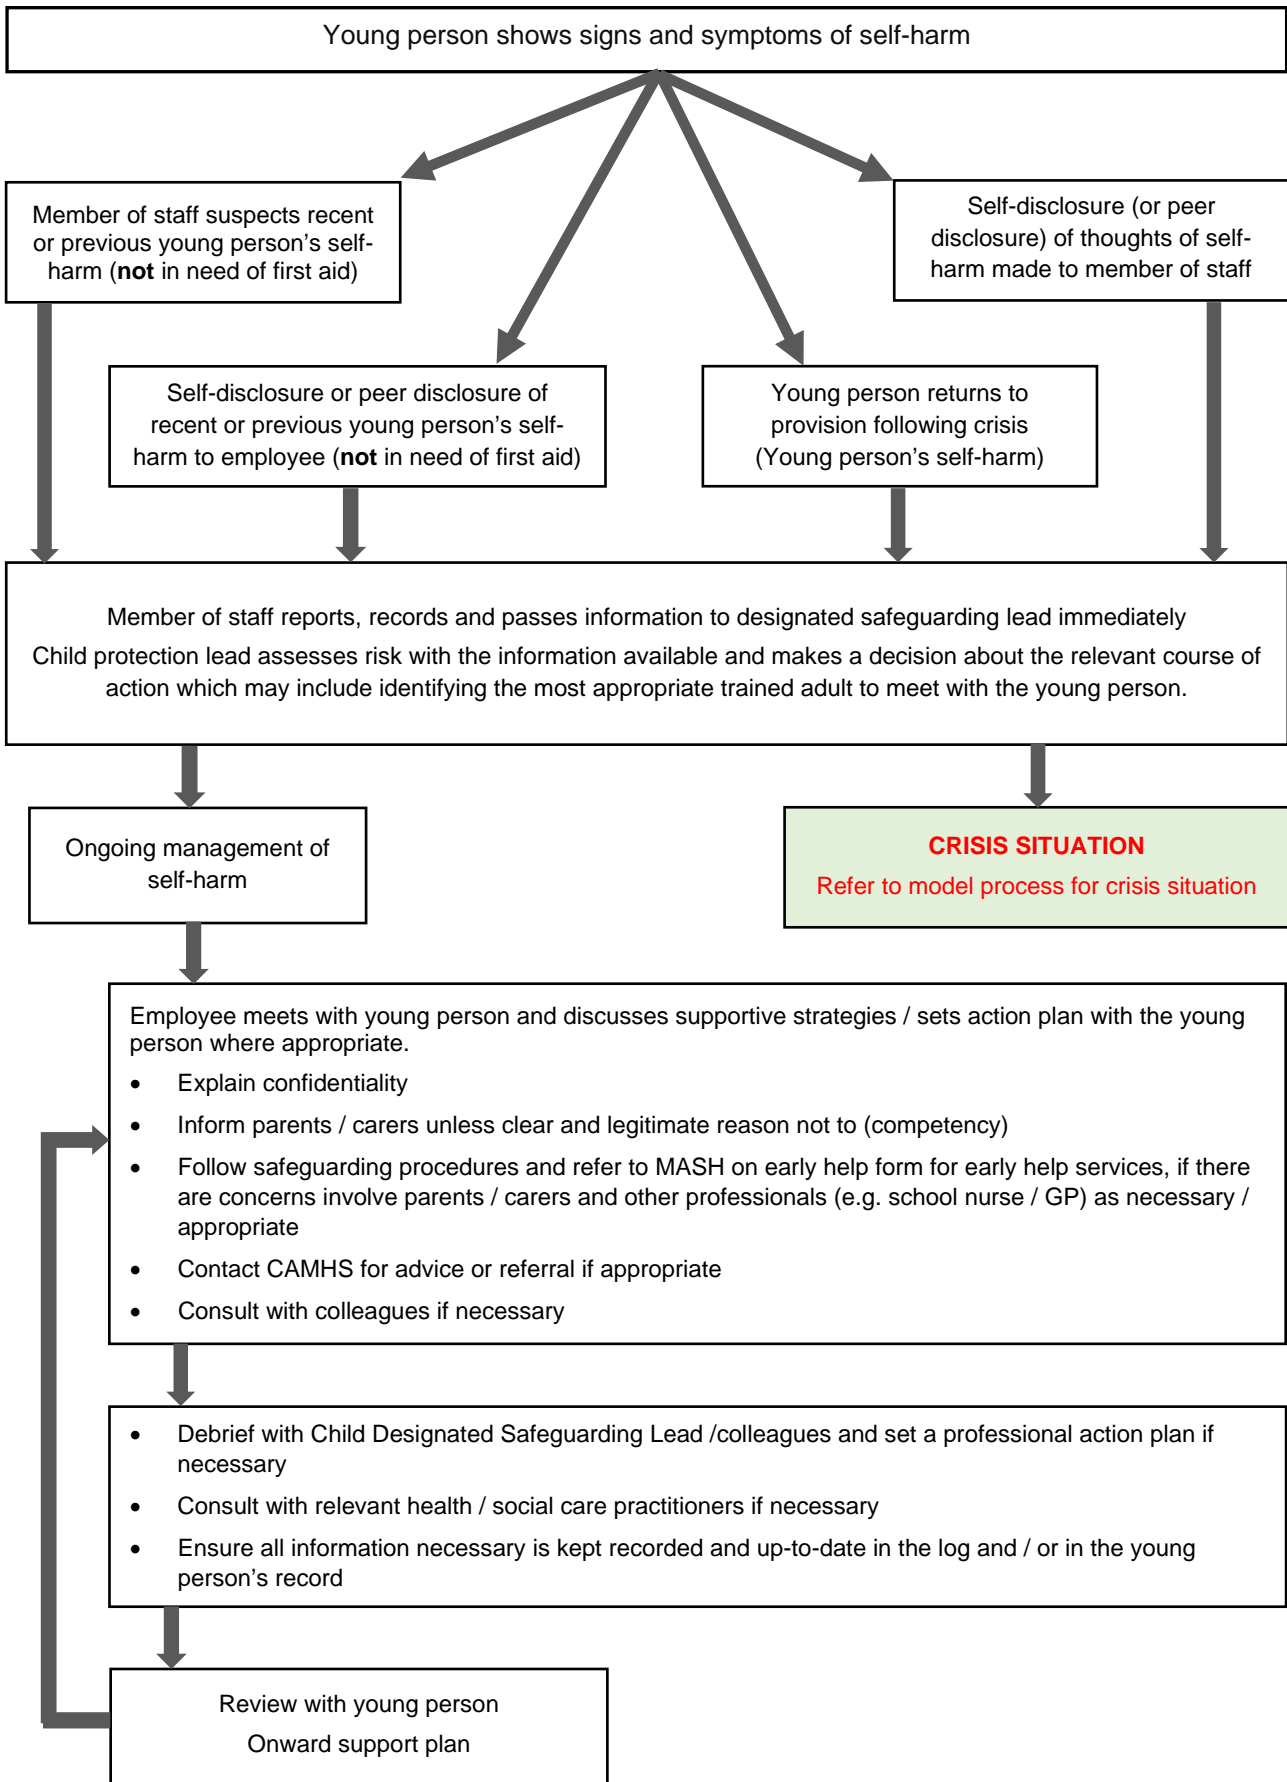 Young person shows signs and symptoms of self-harm
Member of staff suspects recent
or previous young person's self-
harm (not in need of first aid)
Self-disclosure (or peer
disclosure) of thoughts of self-
harm made to member of staff
Self-disclosure or peer disclosure of
recent or previous young person's self-
harm to employee (not in need of first aid)
Young person returns to
provision following crisis
(Young person's self-harm)
Member of staff reports, records and passes information to designated safeguarding lead immediately
Child protection lead assesses risk with the information available and makes a decision about the relevant course of
action which may include identifying the most appropriate trained adult to meet with the young person.
Ongoing management of
self-harm
CRISIS SITUATION
Refer to model process for crisis situation
Employee meets with young person and discusses supportive strategies / sets action plan with the young
person where appropriate.
• Explain confidentiality
• Inform parents / carers unless clear and legitimate reason not to (competency)
• Follow safeguarding procedures and refer to MASH on early help form for early help services, if there
are concerns involve parents / carers and other professionals (e.g. school nurse / GP) as necessary /
appropriate
• Contact CAMHS for advice or referral if appropriate
• Consult with colleagues if necessary
• Debrief with Child Designated Safeguarding Lead /colleagues and set a professional action plan if
necessary
• Consult with relevant health / social care practitioners if necessary
• Ensure all information necessary is kept recorded and up-to-date in the log and / or in the young
person's record
Review with young person
Onward support plan